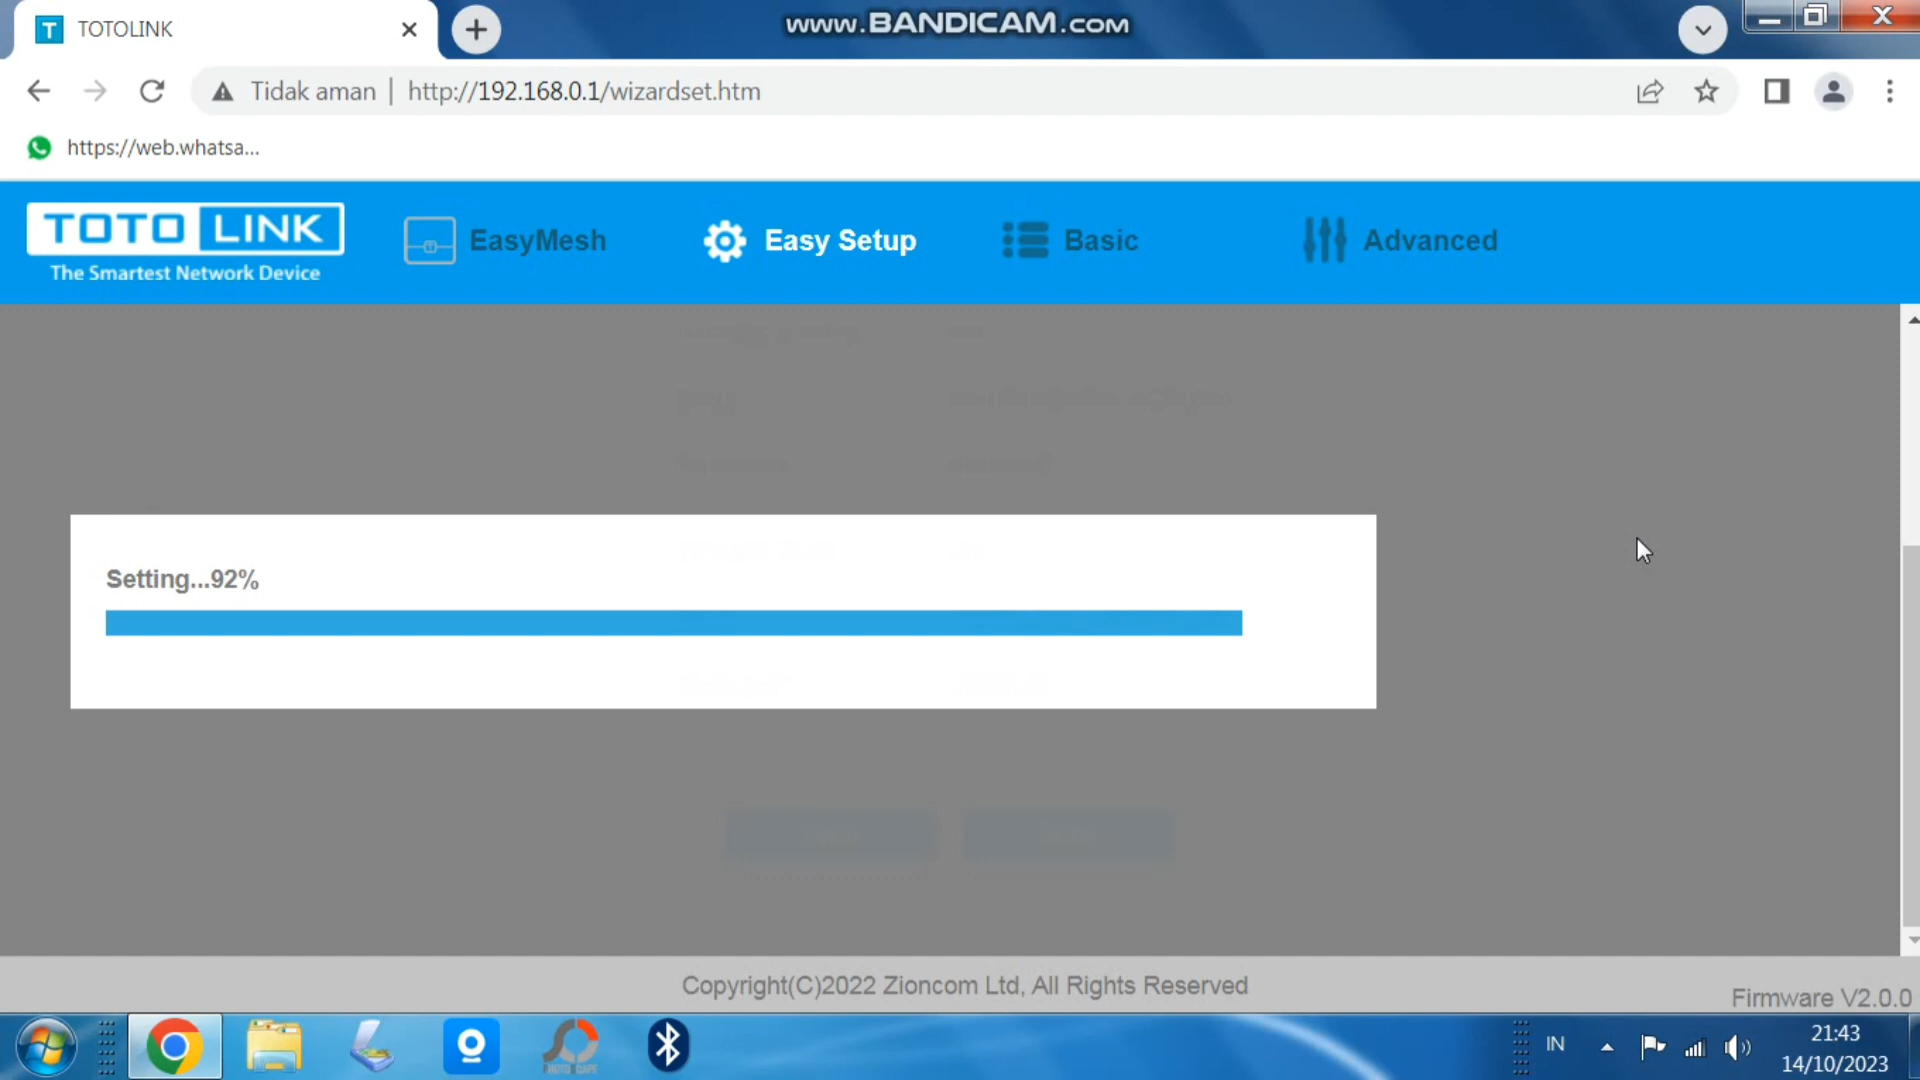 TOTOLINK
www.BANDICAM.com
Tidak aman | http://192.168.0.1/wizardset.htm
https://web.whatsa...
TOTO LINK
The Smartest Network Device
EasyMesh
Easy Setup
Basic
Advanced
Setting...92%
Copyright(C)2022 Zioncom Ltd, All Rights Reserved
Firmware V2.0.0
IN
21:43
14/10/2023